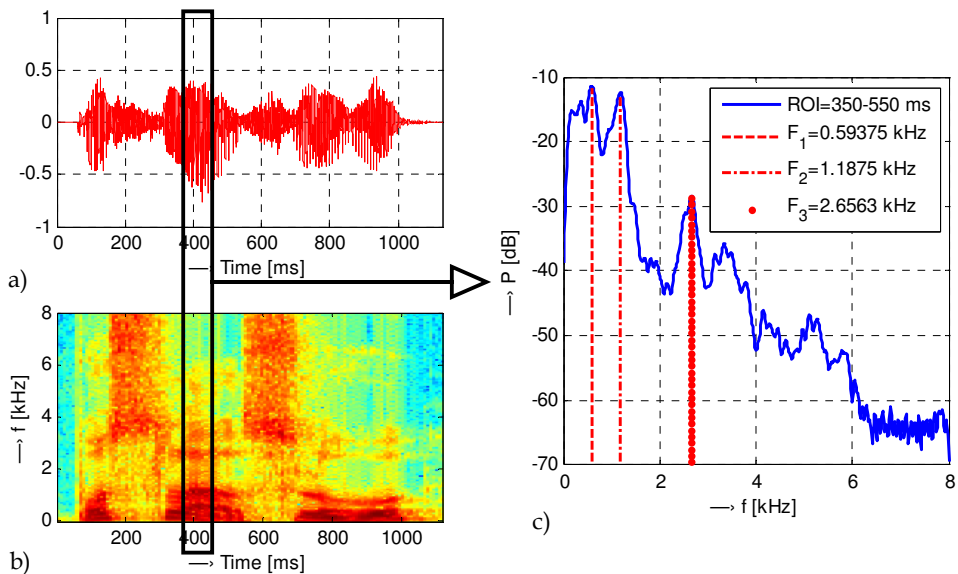 1
0.5
0
-0.5
-1
0 200 400 600 800 1000
⟶ Time [ms]
a)
8
6
4
2
0
⟶ f [kHz]
200 400 600 800 1000
⟶ Time [ms]
b)
-10
-20
-30
-40
-50
-60
-70
⟶ P [dB]
ROI=350-550 ms
F1=0.59375 kHz
F2=1.1875 kHz
F3=2.6563 kHz
0 2 4 6 8
⟶ f [kHz]
c)